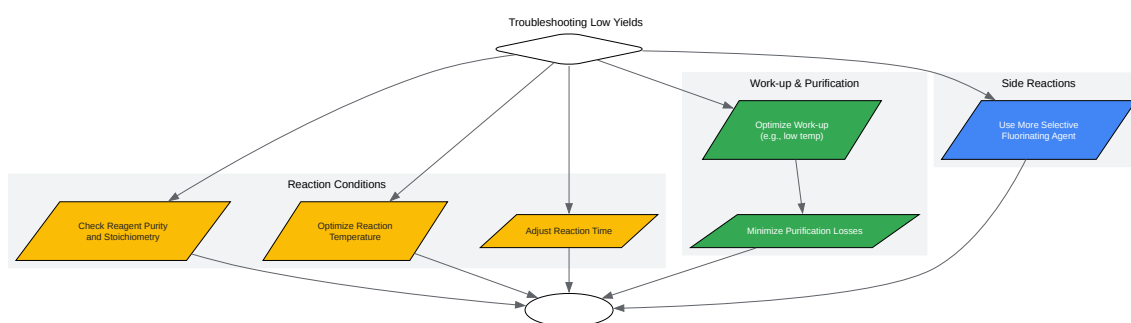 Troubleshooting Low Yields
Work-up & Purification
Side Reactions
Optimize Work-up
(e.g., low temp)
Use More Selective
Fluorinating Agent
Reaction Conditions
Check Reagent Purity
and Stoichiometry
Optimize Reaction
Temperature
Adjust Reaction Time
Minimize Purification Losses